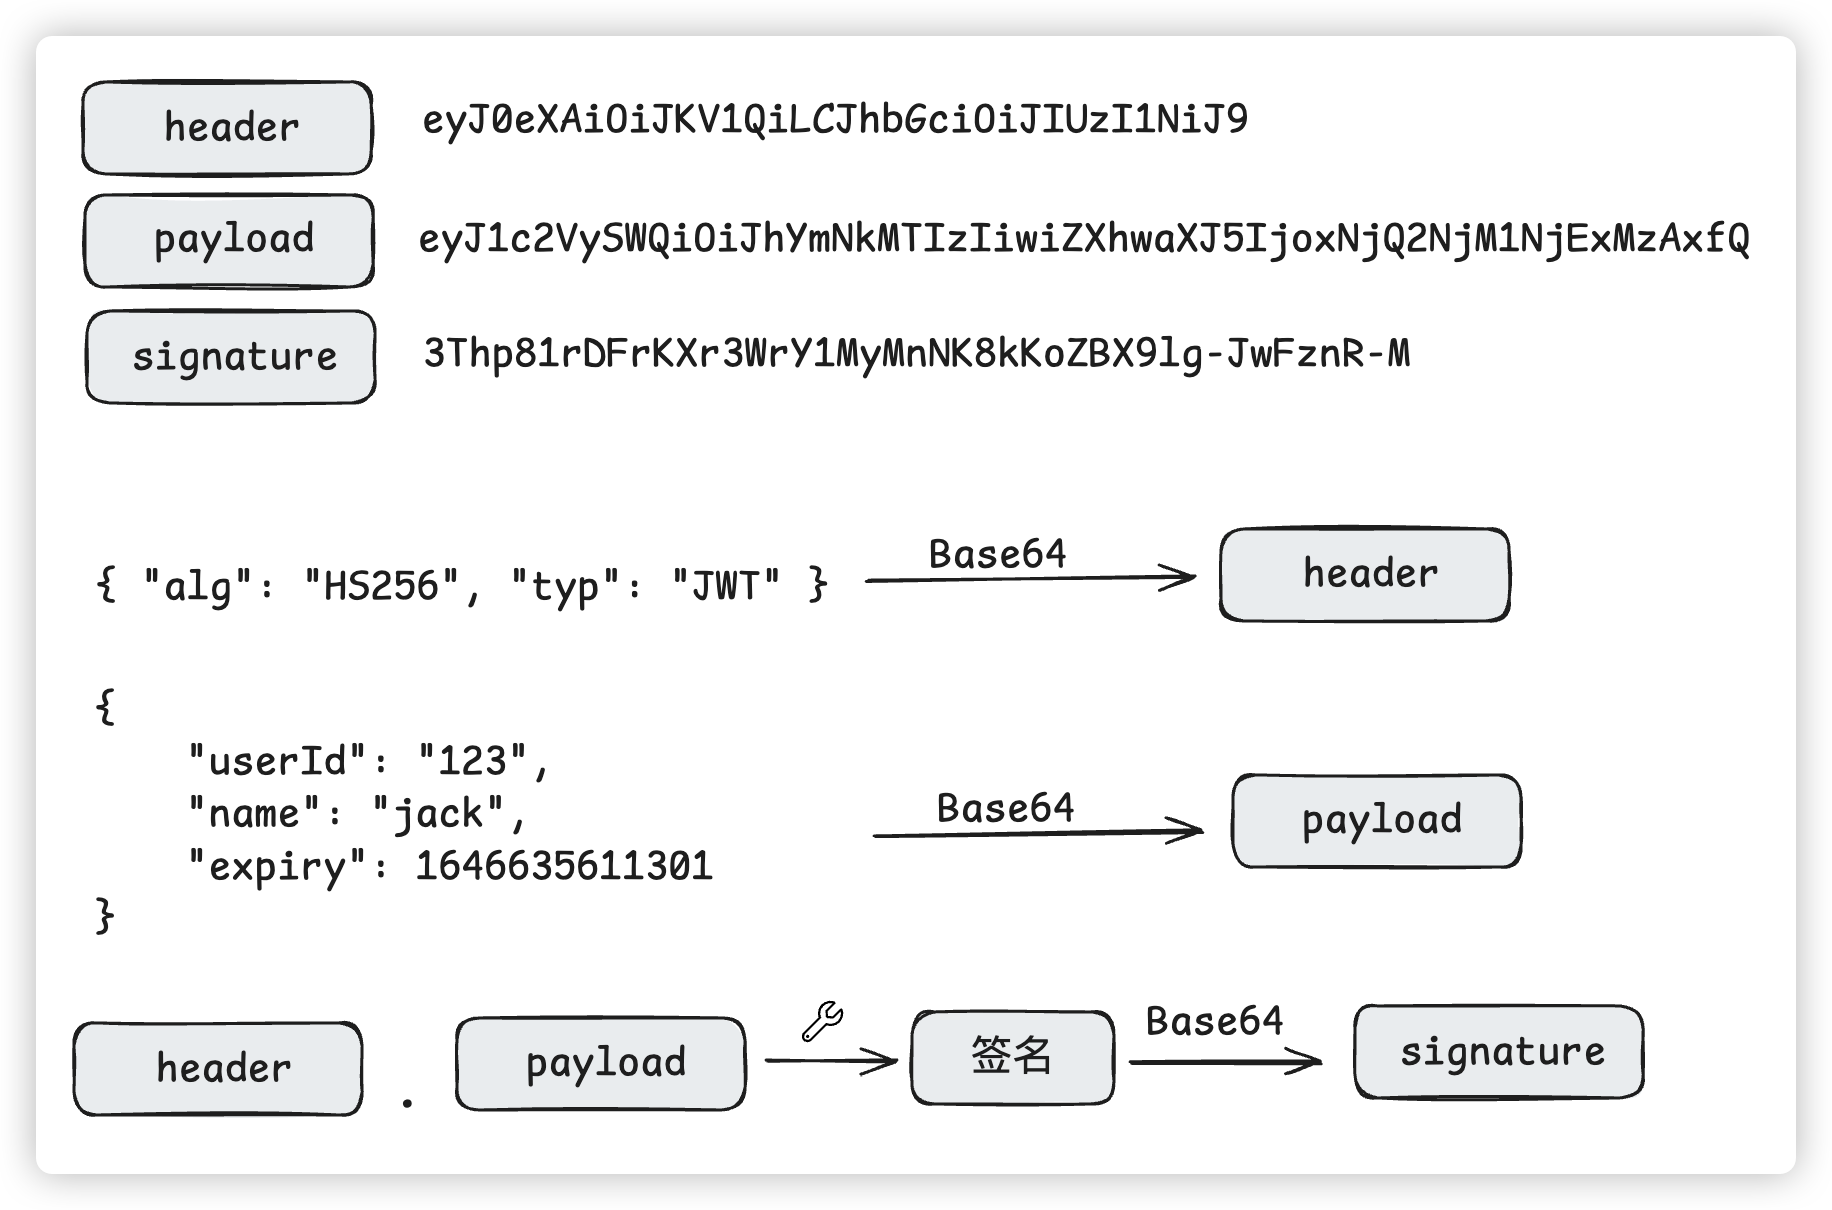 header eyJ0eXAiOiJKV1QiLCJhbGciOiJIUzI1NiJ9
payload eyJ1c2VySWQiOiJhYmNkMTIzIiwiZXhwaXJ5IjoxNjQ2NjM1NjExMzAxfQ
signature 3Thp81rDFrKXr3WrY1MyMnNK8kKoZBX9lg-JwFznR-M
{ "alg": "HS256", "typ": "JWT" } Base64 header
{
"userId": "123",
"name": "jack",
"expiry": 1646635611301
}
Base64 payload
header . payload 签名 Base64 signature